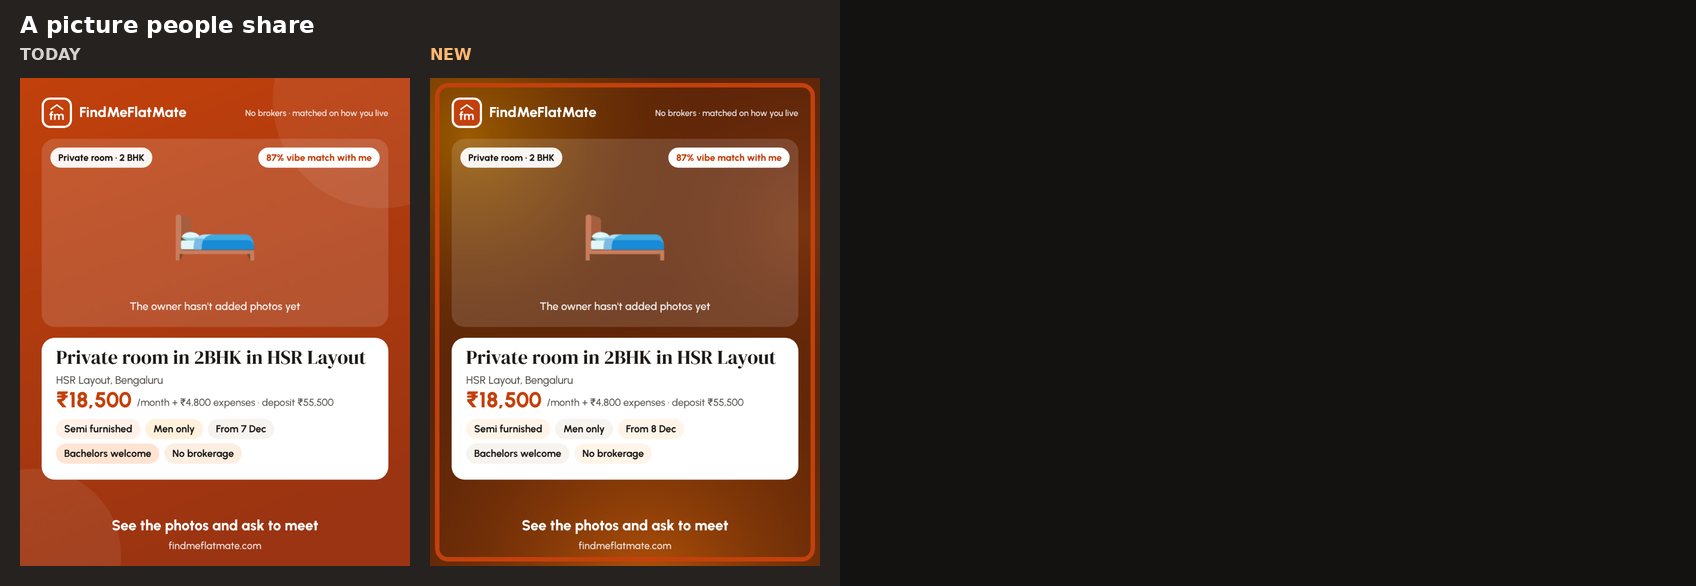 A picture people share
TODAY
fm
FindMeFlatMate
No brokers · matched on how you live
Private room · 2 BHK
87% vibe match with me
The owner hasn't added photos yet
Private room in 2BHK in HSR Layout
HSR Layout, Bengaluru
₹18,500 /month + ₹4,800 expenses · deposit ₹55,500
Semi furnished
Men only
From 7 Dec
Bachelors welcome
No brokerage
See the photos and ask to meet
findmeflatmate.com
NEW
fm
FindMeFlatMate
No brokers · matched on how you live
Private room · 2 BHK
87% vibe match with me
The owner hasn't added photos yet
Private room in 2BHK in HSR Layout
HSR Layout, Bengaluru
₹18,500 /month + ₹4,800 expenses · deposit ₹55,500
Semi furnished
Men only
From 8 Dec
Bachelors welcome
No brokerage
See the photos and ask to meet
findmeflatmate.com